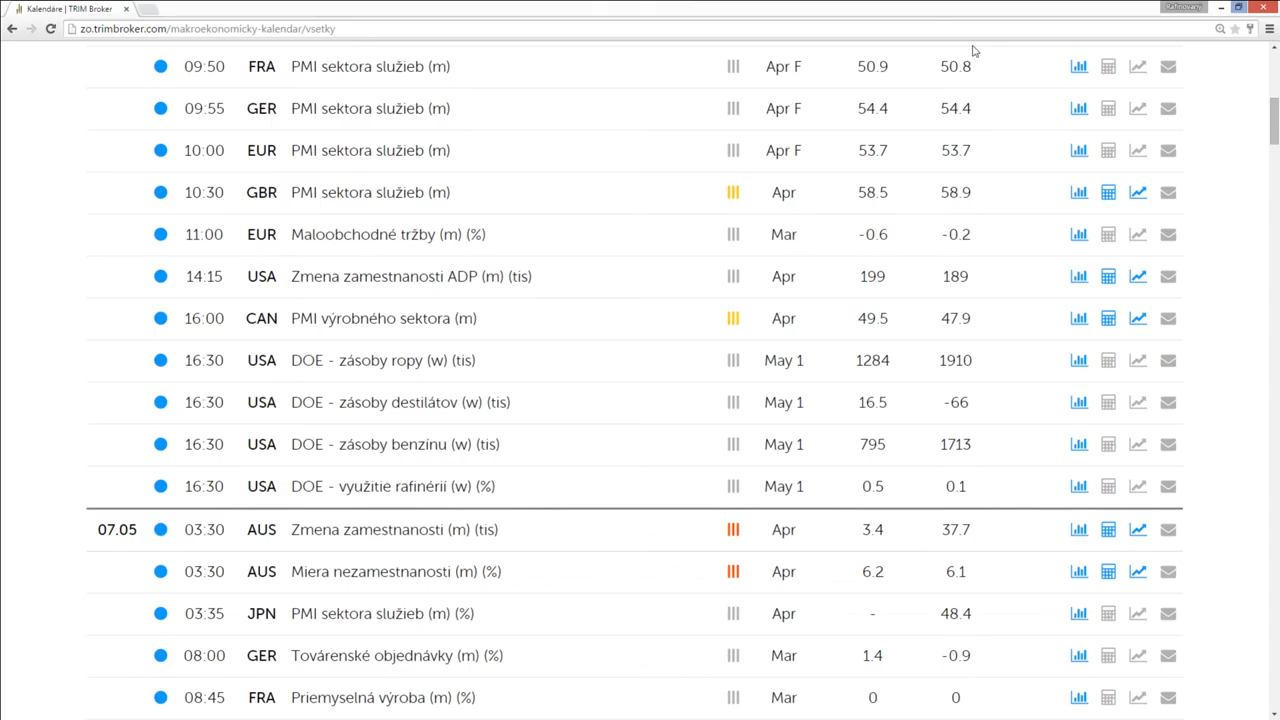 Kalendáre | TRIM Broker
Rafinovaný
zo.trimbroker.com/makroekonomicky-kalendar/vsetky
09:50 FRA PMI sektora služieb (m) Apr F 50.9 50.8
09:55 GER PMI sektora služieb (m) Apr F 54.4 54.4
10:00 EUR PMI sektora služieb (m) Apr F 53.7 53.7
10:30 GBR PMI sektora služieb (m) Apr 58.5 58.9
11:00 EUR Maloobchodné tržby (m) (%) Mar -0.6 -0.2
14:15 USA Zmena zamestnanosti ADP (m) (tis) Apr 199 189
16:00 CAN PMI výrobného sektora (m) Apr 49.5 47.9
16:30 USA DOE - zásoby ropy (w) (tis) May 1 1284 1910
16:30 USA DOE - zásoby destilátov (w) (tis) May 1 16.5 -66
16:30 USA DOE - zásoby benzínu (w) (tis) May 1 795 1713
16:30 USA DOE - využitie rafinérií (w) (%) May 1 0.5 0.1
07.05 03:30 AUS Zmena zamestnanosti (m) (tis) Apr 3.4 37.7
03:30 AUS Miera nezamestnanosti (m) (%) Apr 6.2 6.1
03:35 JPN PMI sektora služieb (m) (%) Apr - 48.4
08:00 GER Továrenské objednávky (m) (%) Mar 1.4 -0.9
08:45 FRA Priemyselná výroba (m) (%) Mar 0 0